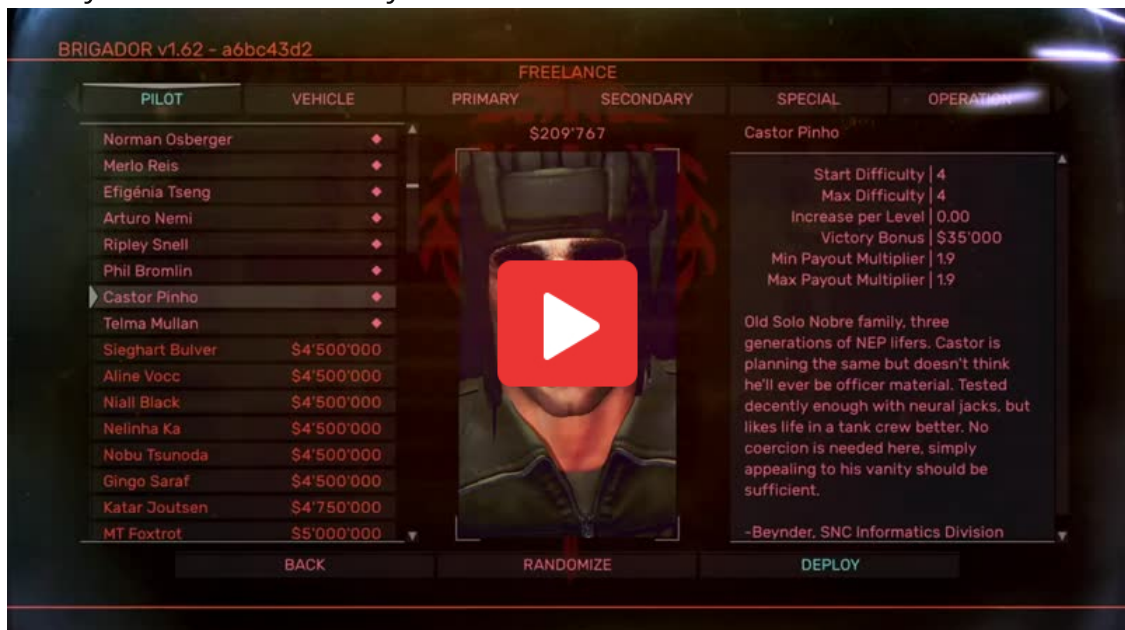 BRIGADOR v1.62 - a6bc43d2
FREELANCE
PILOT
VEHICLE
PRIMARY
SECONDARY
SPECIAL
OPERATION
Norman Osberger
Merlo Reis
Efigénia Tseng
Arturo Nemi
Ripley Snell
Phil Bromlin
Castor Pinho
Telma Mullan
Sieghart Bulver $4'500'000
Aline Vocc $4'500'000
Niall Black $4'500'000
Nelinha Ka $4'500'000
Nobu Tsunoda $4'500'000
Gingo Saraf $4'500'000
Katar Joutsen $4'750'000
MT Foxtrot $5'000'000
$209'767
Castor Pinho
Start Difficulty | 4
Max Difficulty | 4
Increase per Level | 0.00
Victory Bonus | $35'000
Min Payout Multiplier | 1.9
Max Payout Multiplier | 1.9
Old Solo Nobre family, three
generations of NEP lifers. Castor is
planning the same but doesn't think
he'll ever be officer material. Tested
decently enough with neural jacks, but
likes life in a tank crew better. No
coercion is needed here, simply
appealing to his vanity should be
sufficient.
-Beynder, SNC Informatics Division
BACK
RANDOMIZE
DEPLOY